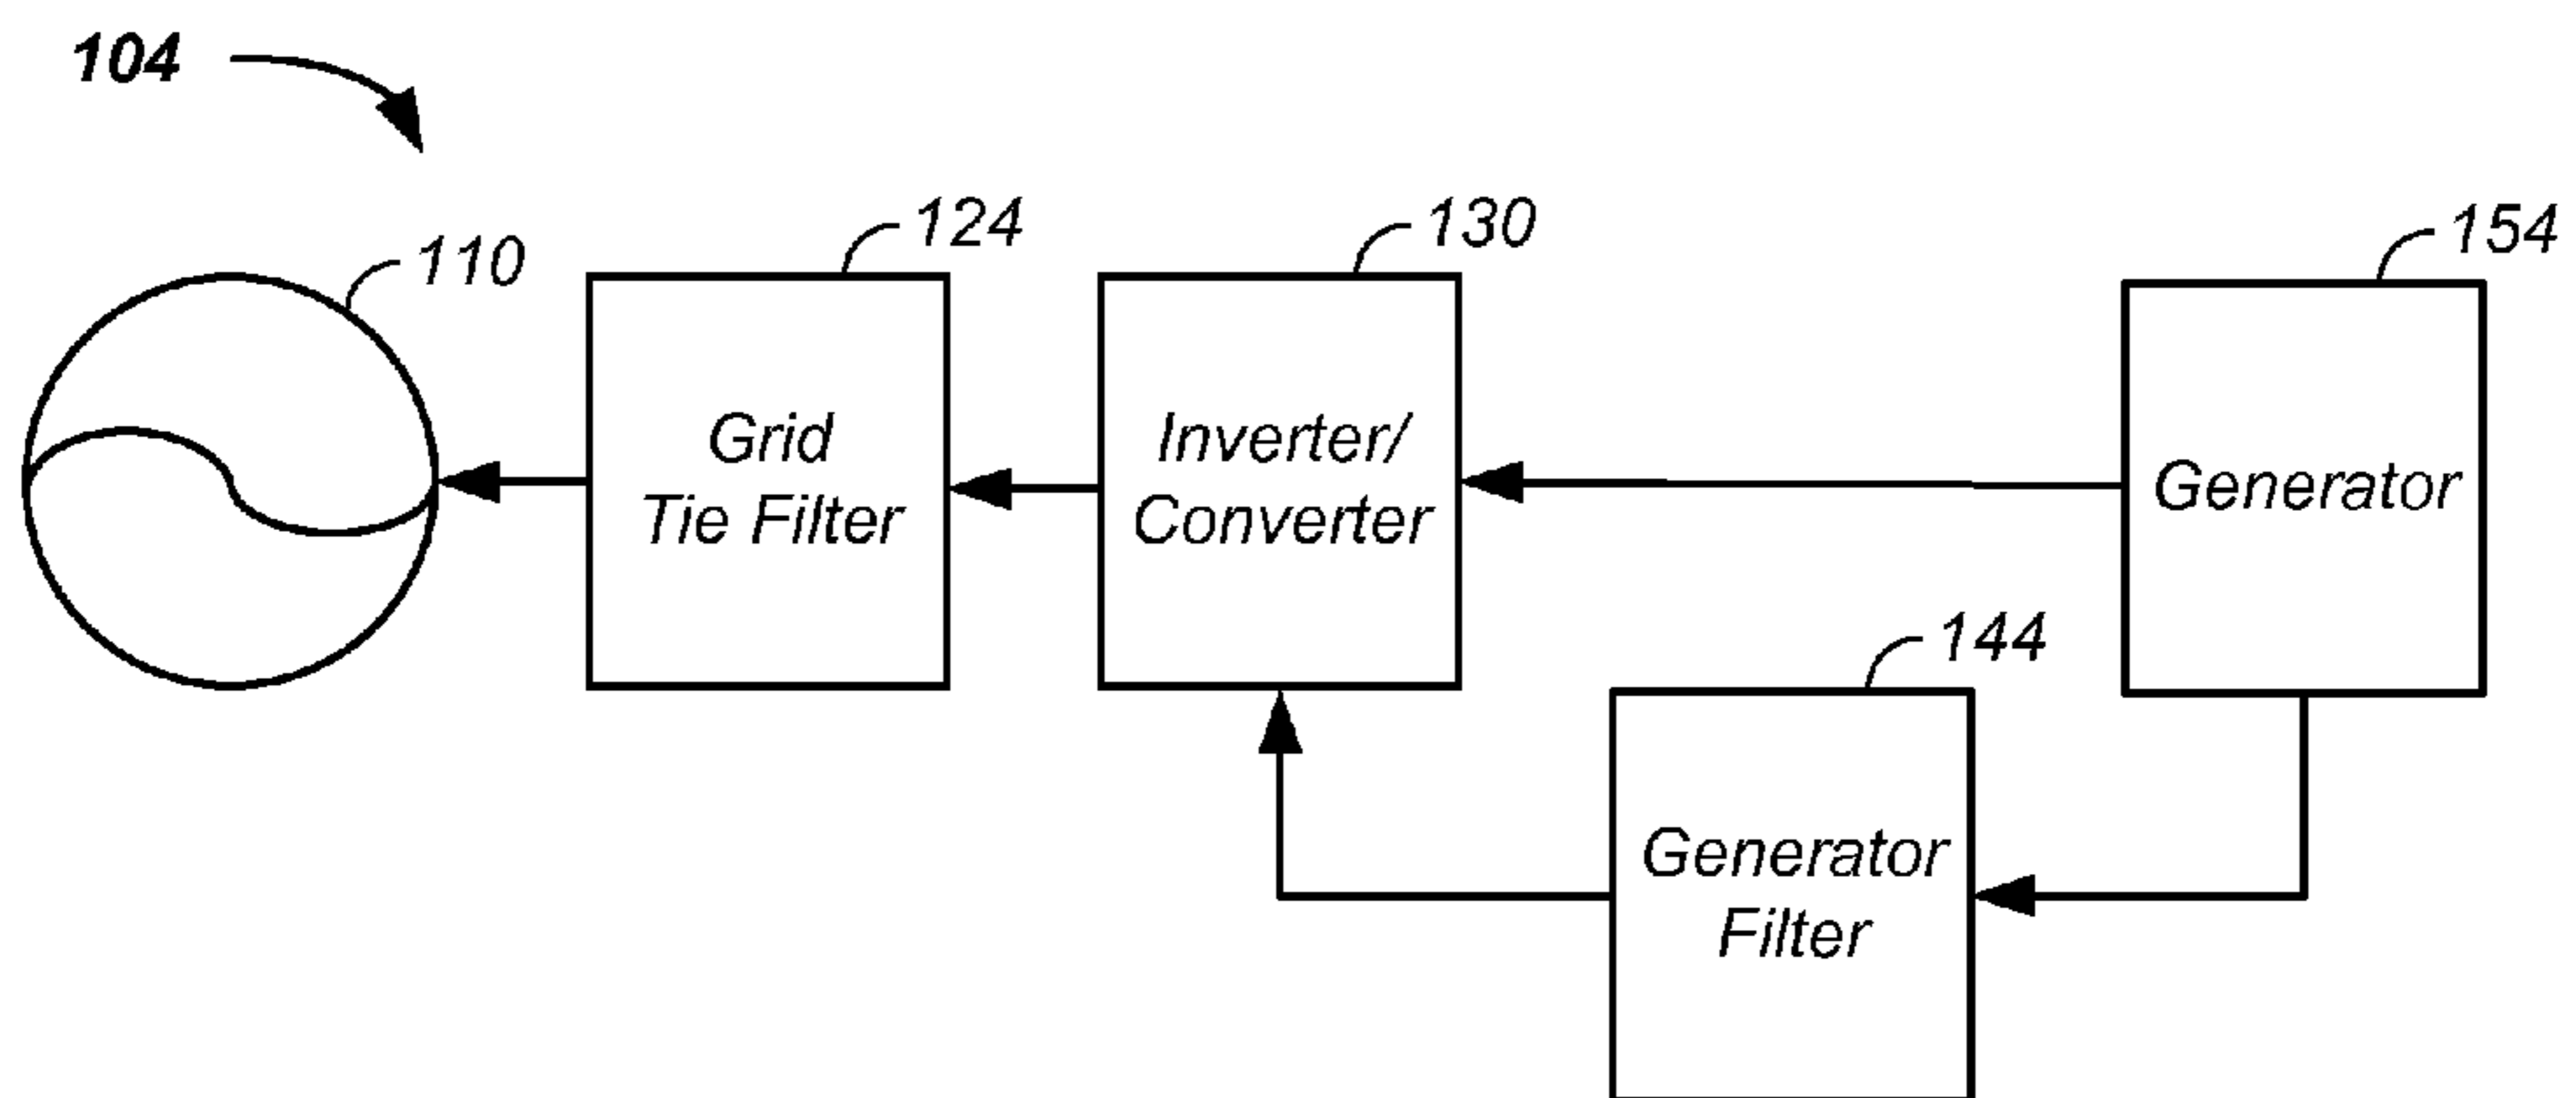 104
110
124
130
154
Grid
Tie Filter
Inverter/
Converter
Generator
144
Generator
Filter